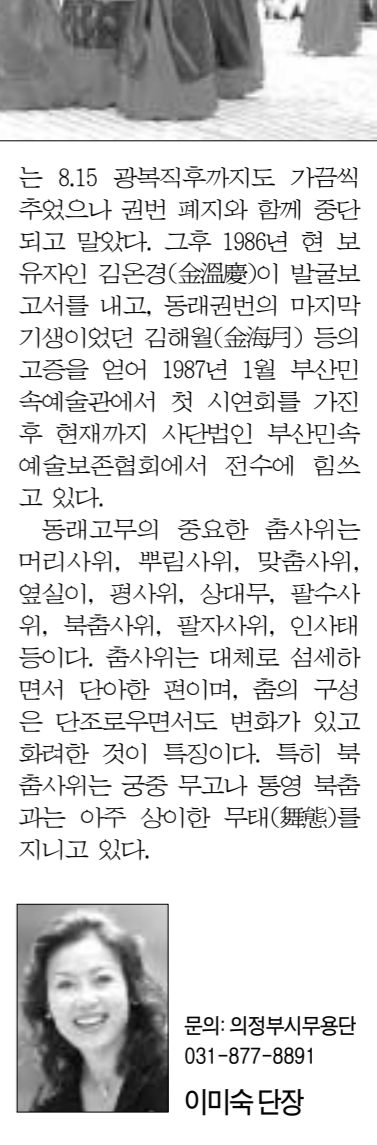 는 8.15 광복직후까지도 가끔씩
추었으나 권번 폐지와 함께 중단
되고 말았다. 그후 1986년 현 보
유자인 김온경(金溫慶)이 발굴보
고서를 내고, 동래권번의 마지막
기생이었던 김해월(金海月) 등의
고증을 얻어 1987년 1월 부산민
속예술관에서 첫 시연회를 가진
후 현재까지 사단법인 부산민속
예술보존협회에서 전수에 힘쓰
고 있다.
동래고무의 중요한 춤사위는
머리사위, 뿌림사위, 맞춤사위,
옆실이, 평사위, 상대무, 팔수사
위, 북춤사위, 팔자사위, 인사태
등이다. 춤사위는 대체로 섬세하
면서 단아한 편이며, 춤의 구성
은 단조로우면서도 변화가 있고
화려한 것이 특징이다. 특히 북
춤사위는 궁중 무고나 통영 북춤
과는 아주 상이한 무태(舞態)를
지니고 있다.
문의: 의정부시무용단
031-877-8891
이미숙 단장